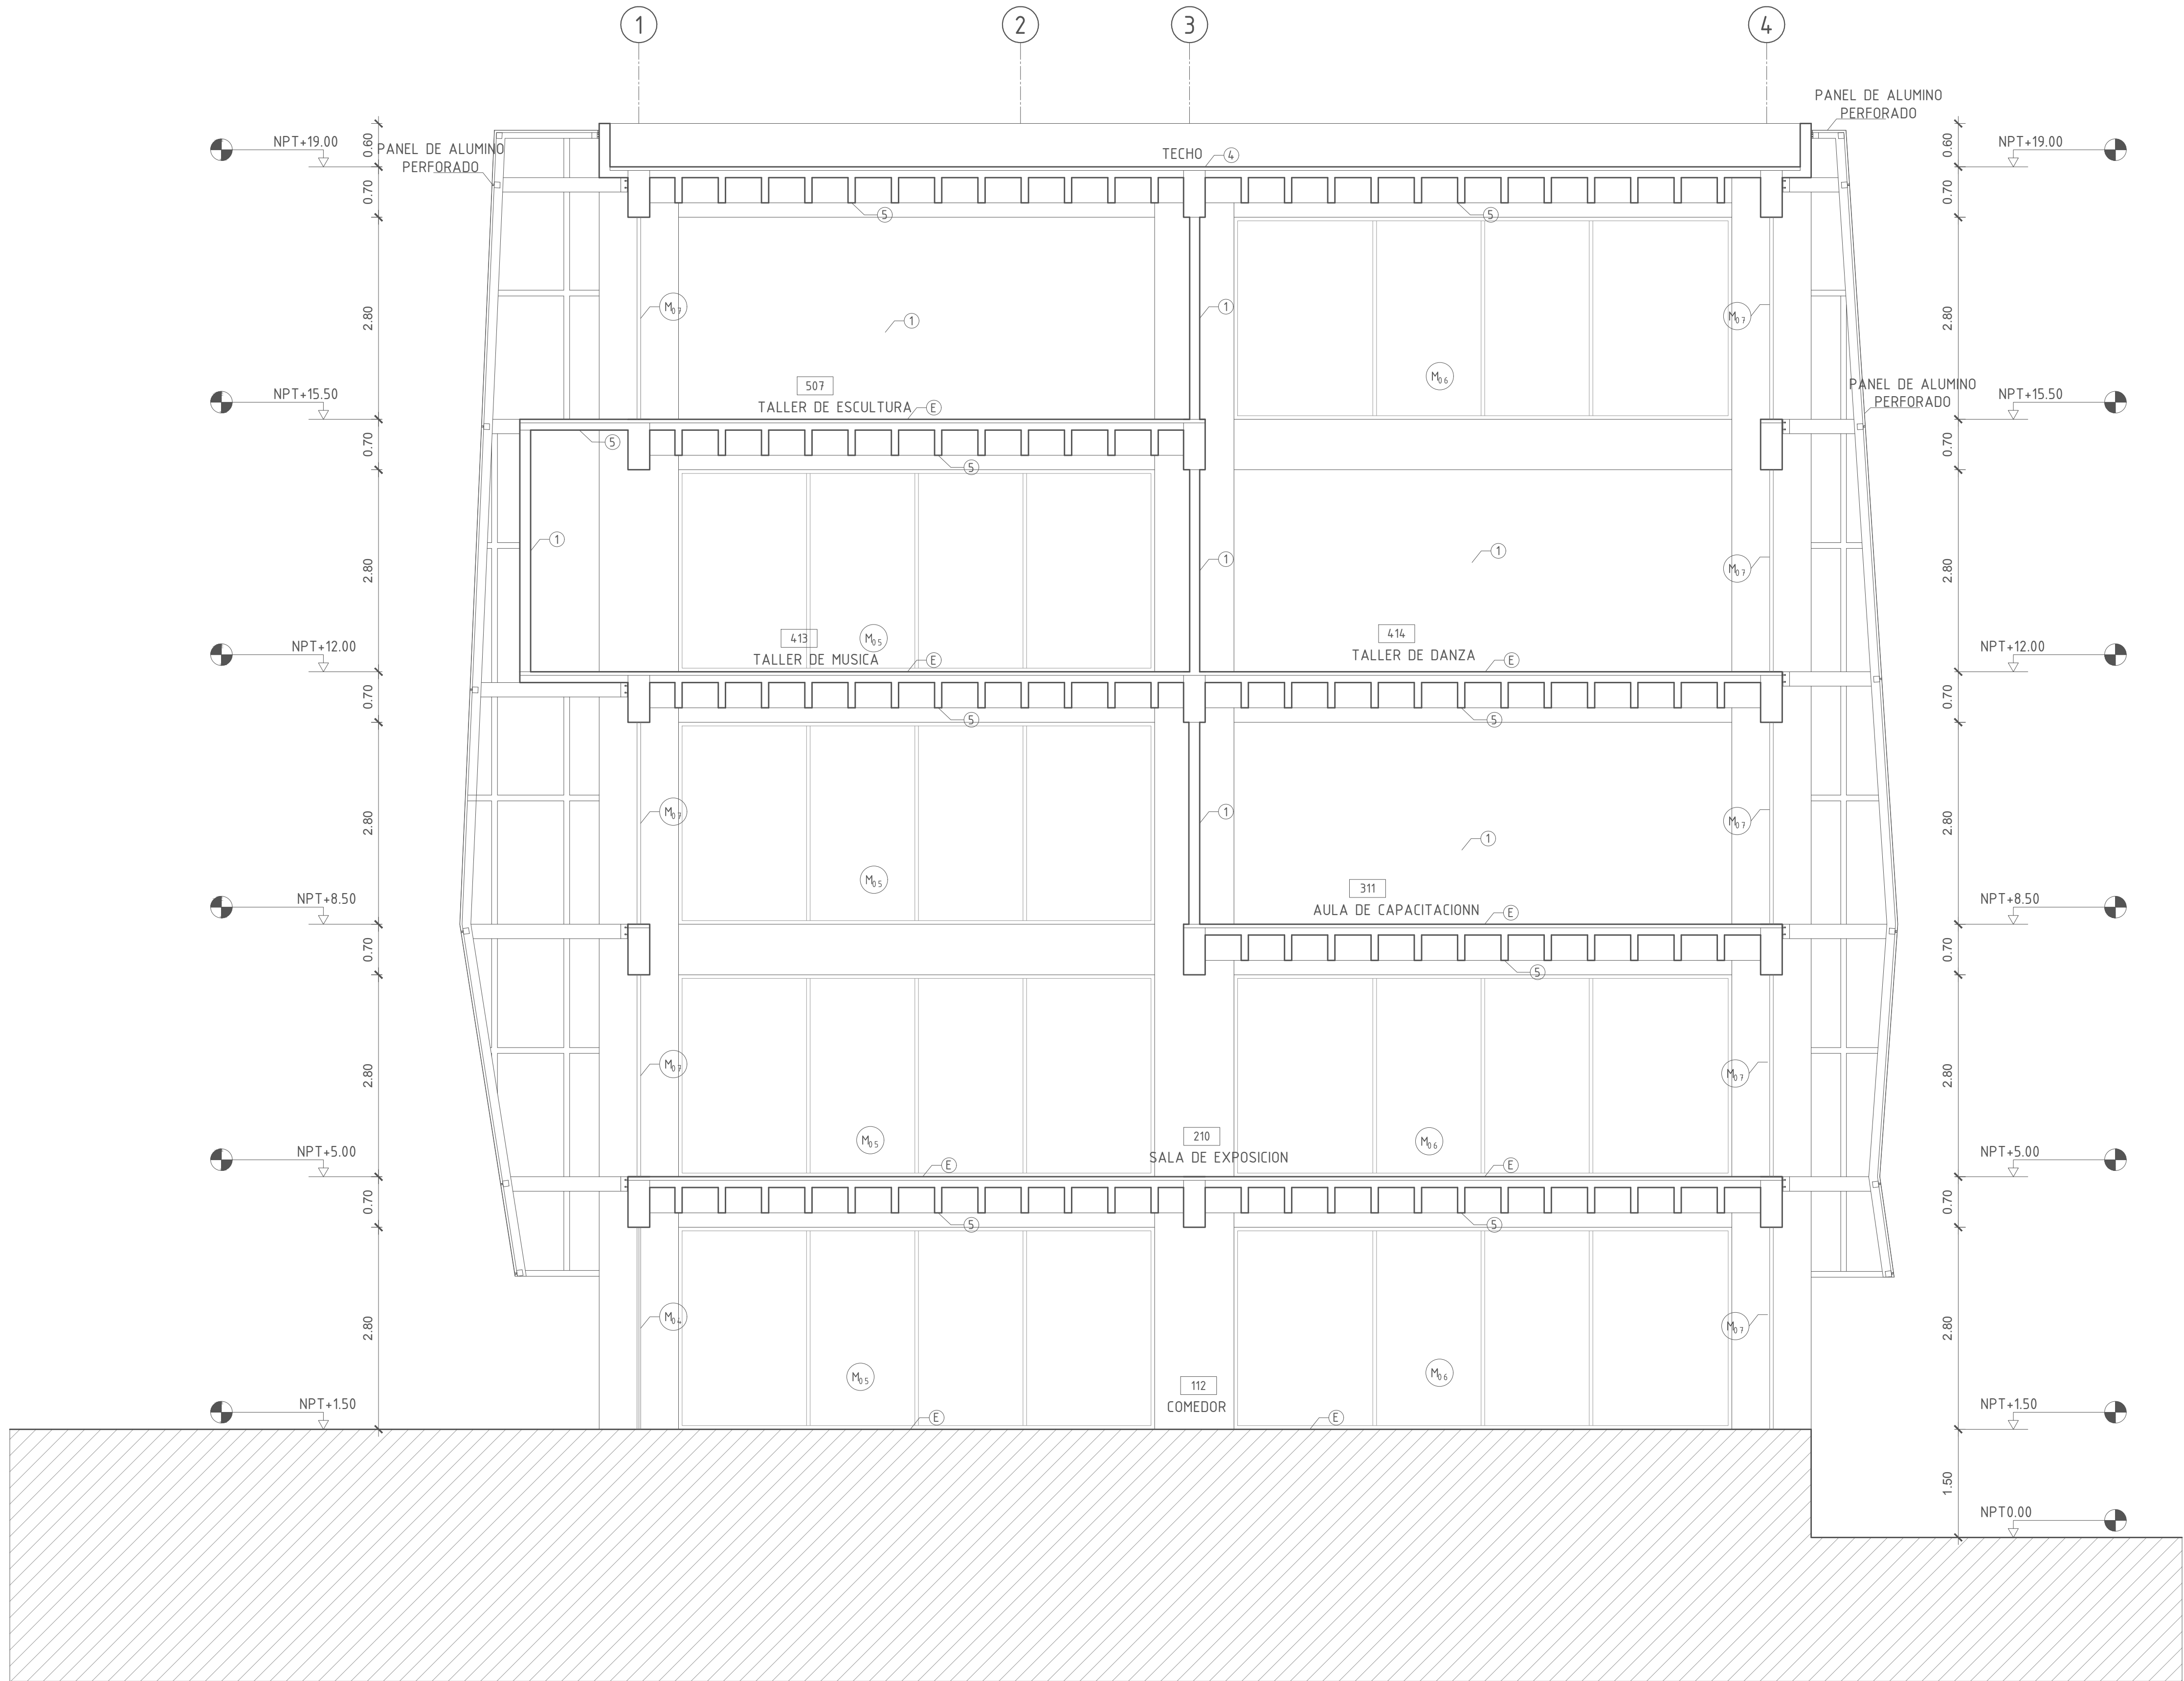 1
2
3
4
PANEL DE ALUMINO
PERFORADO
PANEL DE ALUMINO
PERFORADO
NPT+19.00
0.60
TECHO
4
0.60
NPT+19.00
0.70
5
5
0.70
2.80
M07
1
1
M07
2.80
M06
507
TALLER DE ESCULTURA
E
NPT+15.50
PANEL DE ALUMINO
PERFORADO
NPT+15.50
0.70
5
5
0.70
2.80
1
1
1
M07
2.80
413
M05
TALLER DE MUSICA
E
414
TALLER DE DANZA
E
NPT+12.00
NPT+12.00
0.70
5
5
0.70
2.80
M07
1
1
M07
2.80
M05
311
AULA DE CAPACITACIONN
E
NPT+8.50
NPT+8.50
0.70
5
0.70
2.80
M07
M07
2.80
M05
210
M06
SALA DE EXPOSICION
E
E
NPT+5.00
NPT+5.00
0.70
5
5
0.70
2.80
M04
M07
2.80
M05
M06
112
COMEDOR
E
E
NPT+1.50
NPT+1.50
1.50
NPT0.00